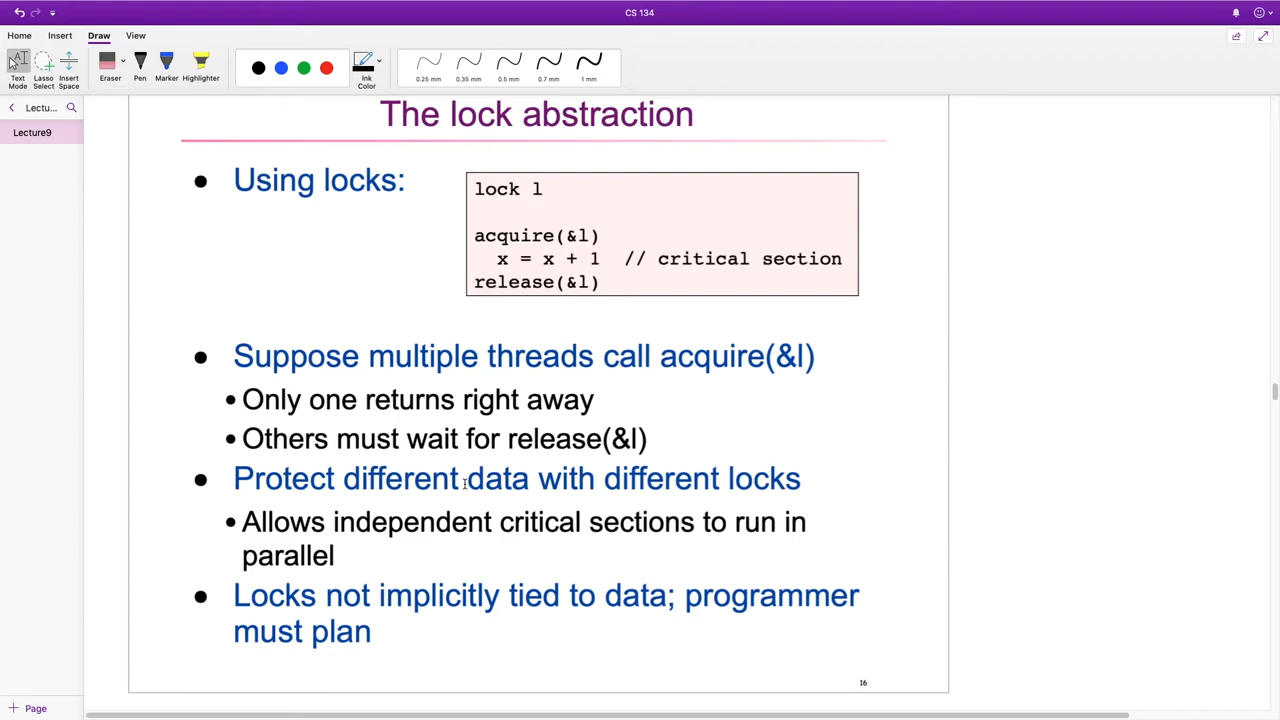 CS 134
Home Insert Draw View
Text Mode
Lasso Select
Insert Space
Eraser
Pen
Marker
Highlighter
Ink Color
0.25 mm
0.35 mm
0.5 mm
0.7 mm
1 mm
Lectu...
Lecture9
The lock abstraction
● Using locks:
lock l
acquire(&l)
x = x + 1 // critical section
release(&l)
● Suppose multiple threads call acquire(&l)
• Only one returns right away
• Others must wait for release(&l)
● Protect different data with different locks
• Allows independent critical sections to run in
parallel
● Locks not implicitly tied to data; programmer
must plan
16
+ Page